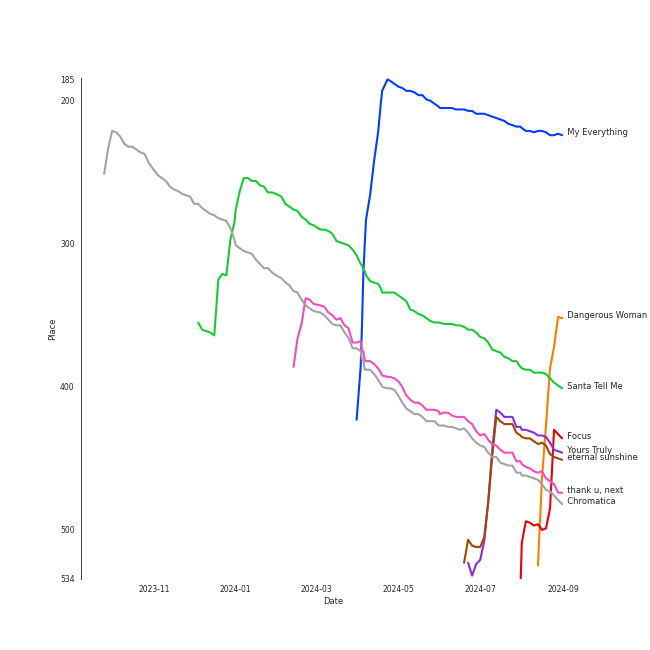 185
200
300
400
500
534
Place
2023-11
2024-01
2024-03
2024-05
2024-07
2024-09
Date
My Everything
Dangerous Woman
Santa Tell Me
Focus
Yours Truly
eternal sunshine
thank u, next
Chromatica